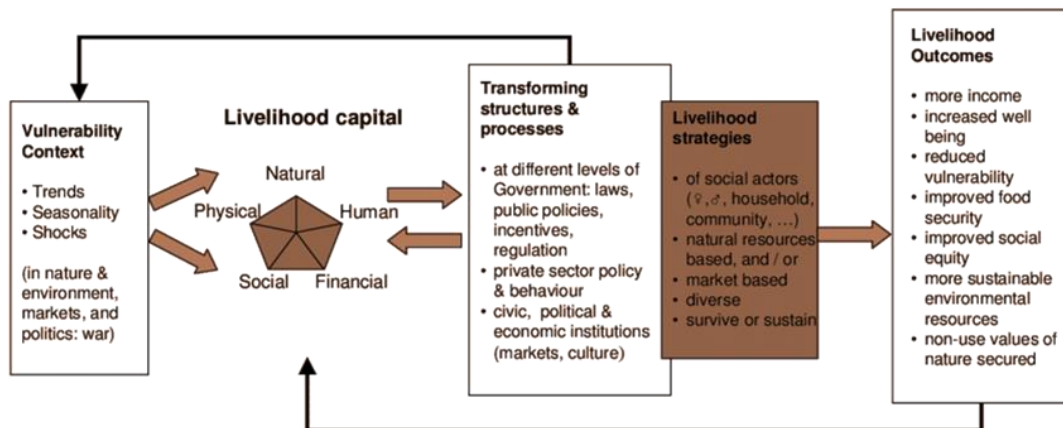 Vulnerability
Context
• Trends
• Seasonality
• Shocks
(in nature &
environment,
markets, and
politics: war)
Livelihood capital
Natural
Physical
Human
Social
Financial
Transforming
structures &
processes
• at different levels of
Government: laws,
public policies,
incentives,
regulation
• private sector policy
& behaviour
• civic, political &
economic institutions
(markets, culture)
Livelihood
strategies
• of social actors
(♀,♂, household,
community, ...)
• natural resources
based, and / or
• market based
• diverse
• survive or sustain
Livelihood
Outcomes
• more income
• increased well
being
• reduced
vulnerability
• improved food
security
• improved social
equity
• more sustainable
environmental
resources
• non-use values of
nature secured